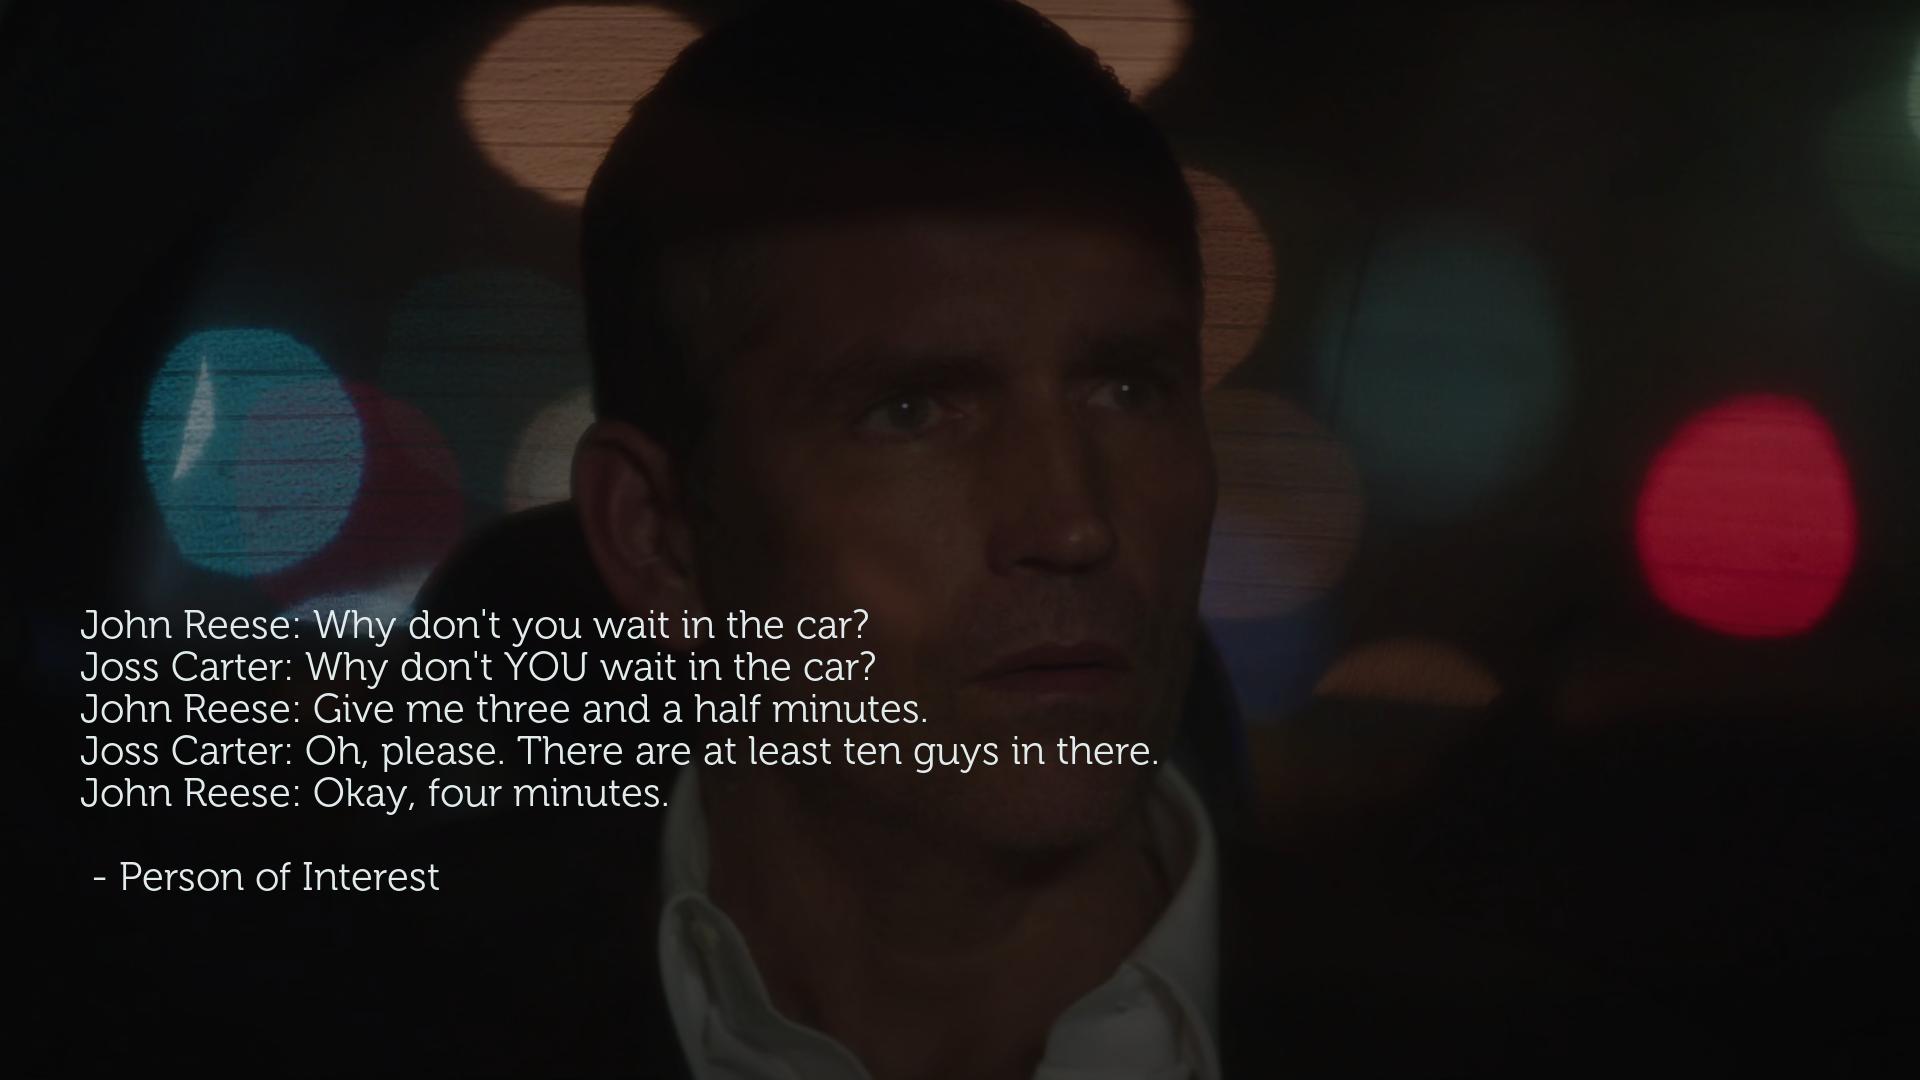 John Reese: Why don't you wait in the car?
Joss Carter: Why don't YOU wait in the car?
John Reese: Give me three and a half minutes.
Joss Carter: Oh, please. There are at least ten guys in there.
John Reese: Okay, four minutes.
- Person of Interest